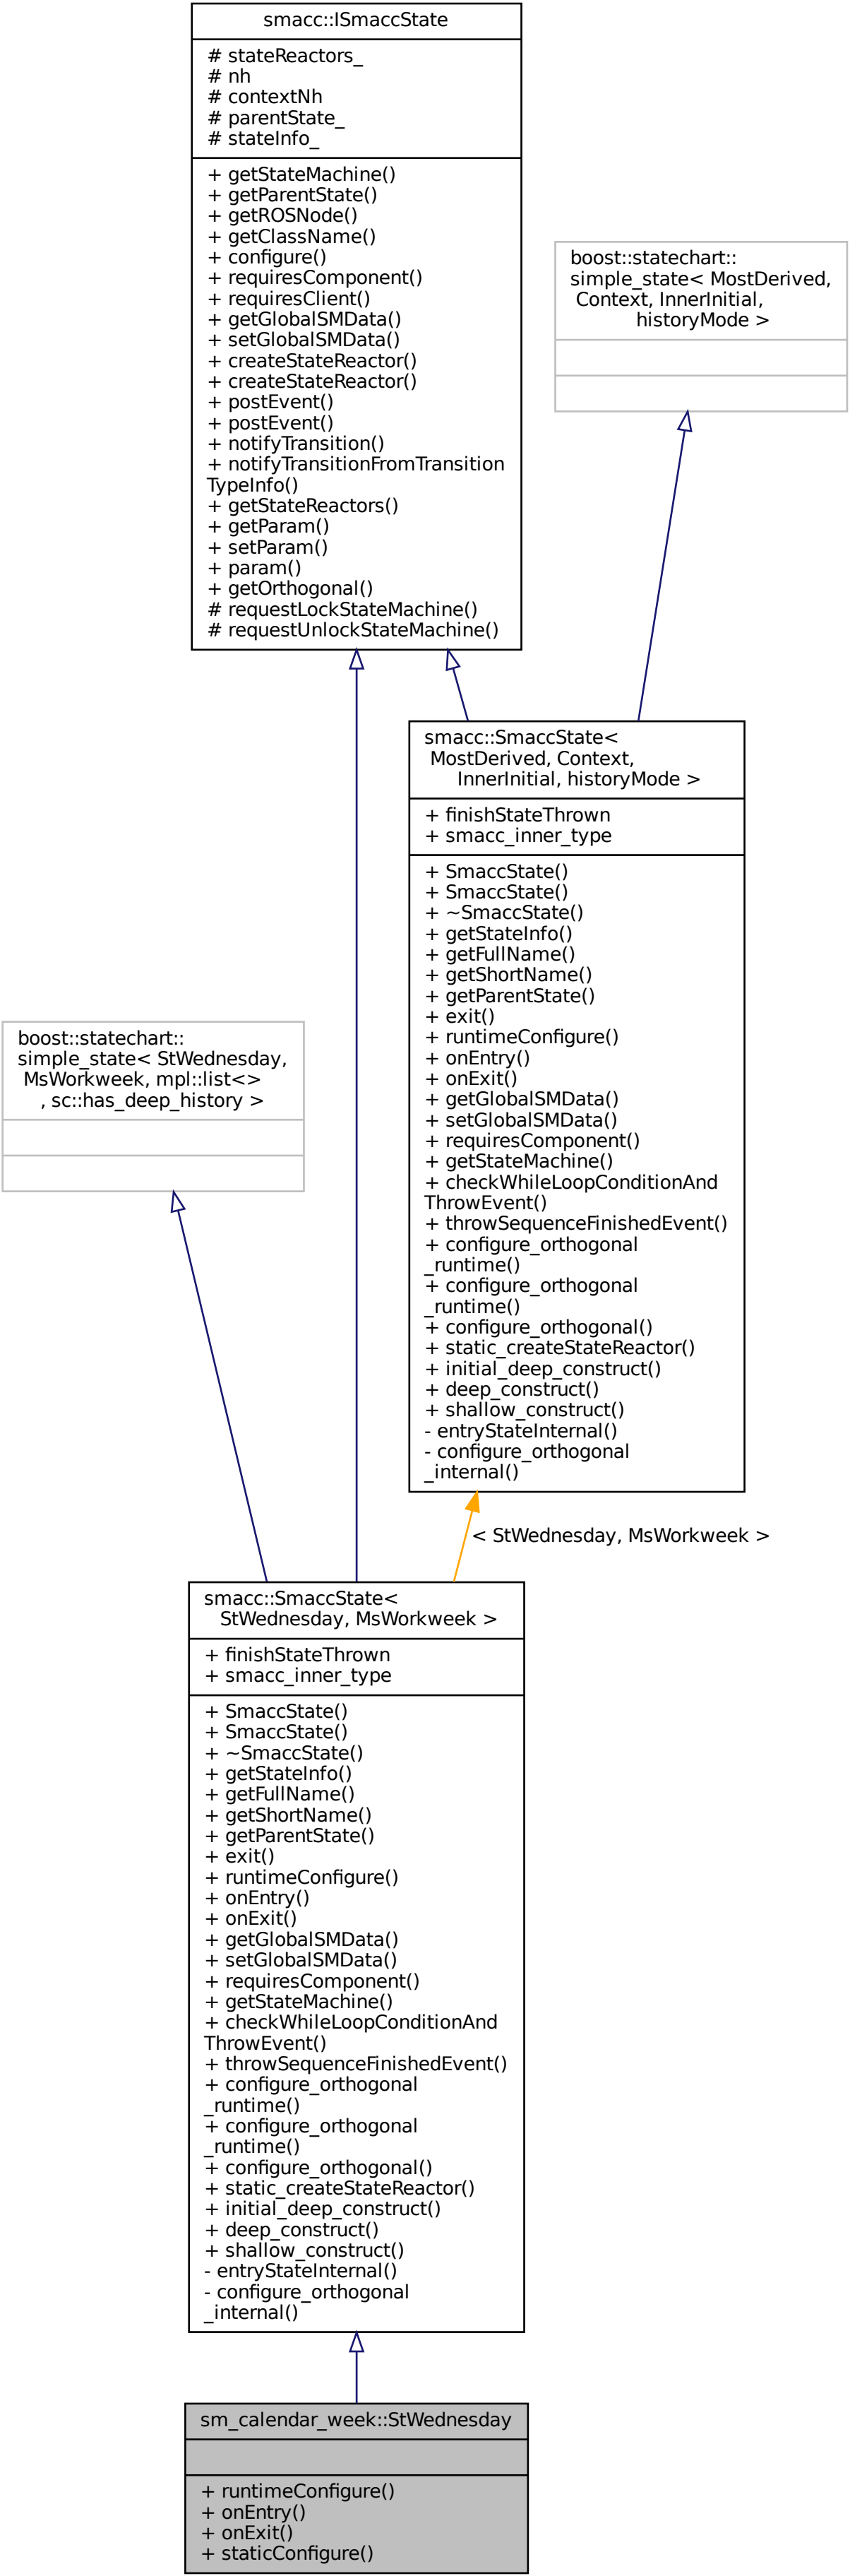 smacc::ISmaccState
# stateReactors_
# nh
# contextNh
# parentState_
# stateInfo_
+ getStateMachine()
+ getParentState()
+ getROSNode()
+ getClassName()
+ configure()
+ requiresComponent()
+ requiresClient()
+ getGlobalSMData()
+ setGlobalSMData()
+ createStateReactor()
+ createStateReactor()
+ postEvent()
+ postEvent()
+ notifyTransition()
+ notifyTransitionFromTransition
TypeInfo()
+ getStateReactors()
+ getParam()
+ setParam()
+ param()
+ getOrthogonal()
# requestLockStateMachine()
# requestUnlockStateMachine()
boost::statechart::
simple_state< MostDerived,
Context, InnerInitial,
historyMode >
smacc::SmaccState<
MostDerived, Context,
InnerInitial, historyMode >
+ finishStateThrown
+ smacc_inner_type
+ SmaccState()
+ SmaccState()
+ ~SmaccState()
+ getStateInfo()
+ getFullName()
+ getShortName()
+ getParentState()
+ exit()
+ runtimeConfigure()
+ onEntry()
+ onExit()
+ getGlobalSMData()
+ setGlobalSMData()
+ requiresComponent()
+ getStateMachine()
+ checkWhileLoopConditionAnd
ThrowEvent()
+ throwSequenceFinishedEvent()
+ configure_orthogonal
_runtime()
+ configure_orthogonal
_runtime()
+ configure_orthogonal()
+ static_createStateReactor()
+ initial_deep_construct()
+ deep_construct()
+ shallow_construct()
- entryStateInternal()
- configure_orthogonal
_internal()
boost::statechart::
simple_state< StWednesday,
MsWorkweek, mpl::list<>
, sc::has_deep_history >
< StWednesday, MsWorkweek >
smacc::SmaccState<
StWednesday, MsWorkweek >
+ finishStateThrown
+ smacc_inner_type
+ SmaccState()
+ SmaccState()
+ ~SmaccState()
+ getStateInfo()
+ getFullName()
+ getShortName()
+ getParentState()
+ exit()
+ runtimeConfigure()
+ onEntry()
+ onExit()
+ getGlobalSMData()
+ setGlobalSMData()
+ requiresComponent()
+ getStateMachine()
+ checkWhileLoopConditionAnd
ThrowEvent()
+ throwSequenceFinishedEvent()
+ configure_orthogonal
_runtime()
+ configure_orthogonal
_runtime()
+ configure_orthogonal()
+ static_createStateReactor()
+ initial_deep_construct()
+ deep_construct()
+ shallow_construct()
- entryStateInternal()
- configure_orthogonal
_internal()
sm_calendar_week::StWednesday
+ runtimeConfigure()
+ onEntry()
+ onExit()
+ staticConfigure()